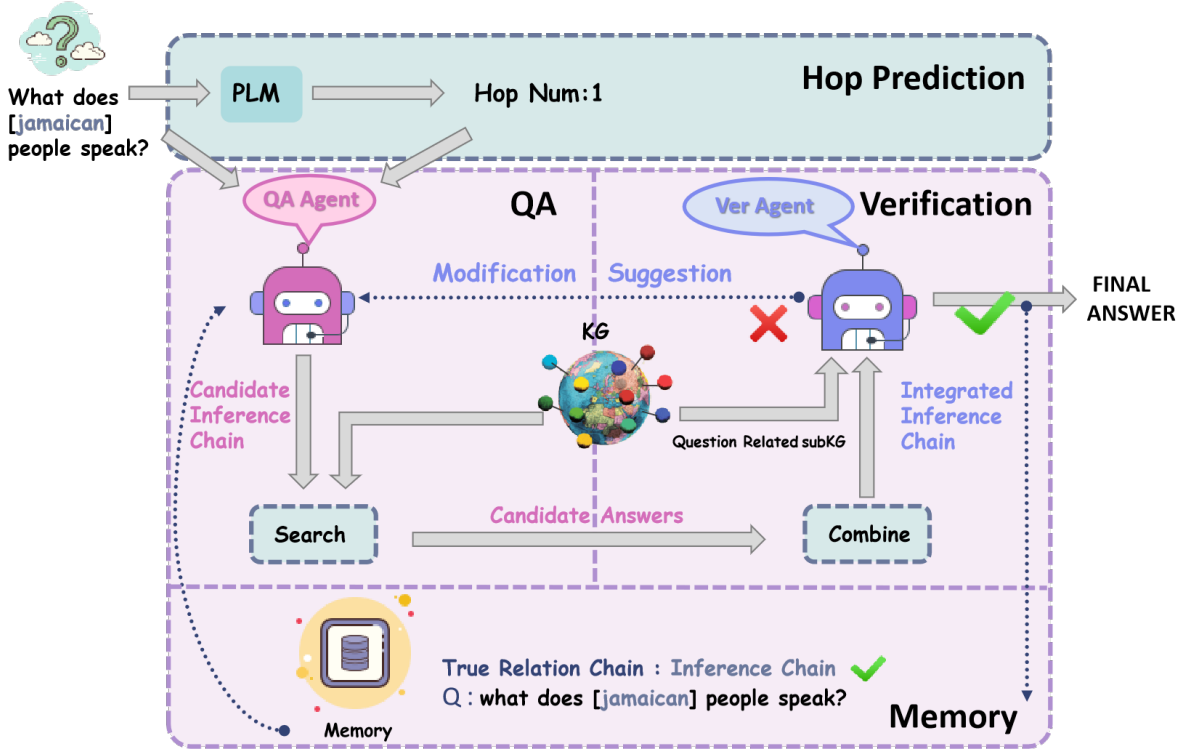 What does
[jamaican]
people speak?
PLM
Hop Num:1
Hop Prediction
QA Agent
QA
Ver Agent
Verification
Modification
Suggestion
FINAL
ANSWER
KG
Candidate
Inference
Chain
Question Related subKG
Integrated
Inference
Chain
Search
Candidate Answers
Combine
Memory
True Relation Chain : Inference Chain
Q : what does [jamaican] people speak?
Memory